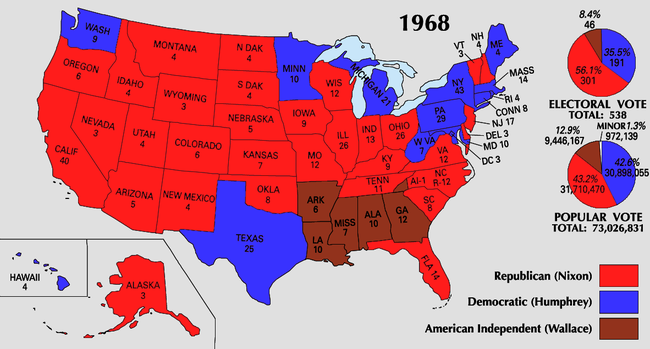 1968
WASH
9
OREGON
6
CALIF
40
NEVADA
3
IDAHO
4
MONTANA
4
WYOMING
3
UTAH
4
ARIZONA
5
COLORADO
6
NEW MEXICO
4
N DAK
4
S DAK
4
NEBRASKA
5
KANSAS
7
OKLA
8
TEXAS
25
MINN
10
IOWA
9
MO
12
ARK
6
LA
10
WIS
12
ILL
26
MICHIGAN 21
IND
13
OHIO
26
KY
9
TENN
11
MISS
7
ALA
10
GA
12
FLA 14
SC
8
AI-1
NC
R-12
VA
12
W VA
7
PA
29
NY
43
VT
3
NH
4
ME
4
MASS
14
RI 4
CONN 8
NJ 17
DEL 3
MD 10
DC 3
HAWAII
4
ALASKA
3
8.4%
46
35.5%
191
56.1%
301
ELECTORAL VOTE
TOTAL: 538
12.9%
9,446,167
MINOR 1.3%
972,139
42.6%
30,898,055
43.2%
31,710,470
POPULAR VOTE
TOTAL: 73,026,831
Republican (Nixon)
Democratic (Humphrey)
American Independent (Wallace)